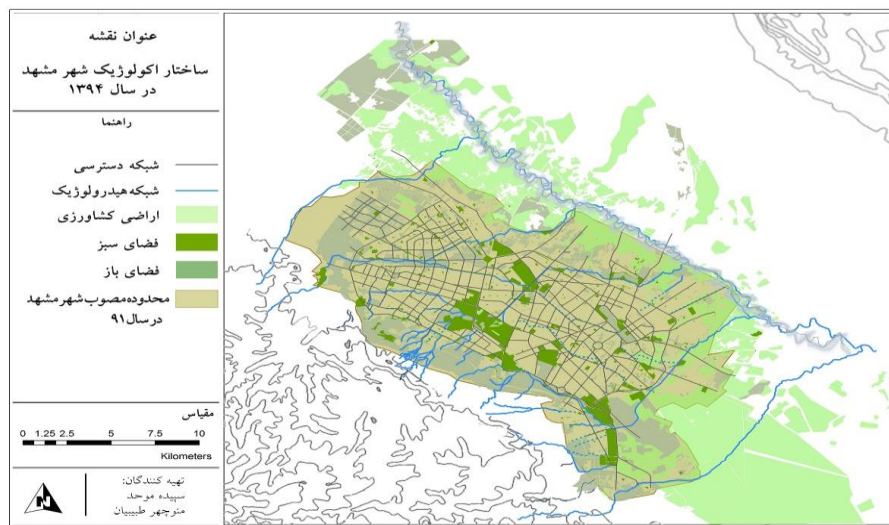 عنوان نقشه
ساختار اکولوژیک شهر مشهد
در سال ۱۳۹۴
راهنما
شبکه دسترسی
شبکه هیدرولوژیک
اراضی کشاورزی
فضای سبز
فضای باز
محدوده مصوب شهر مشهد
در سال ۹۱
مقیاس
0 1.25 2.5 5 7.5 10
Kilometers
N
تهیه کنندگان:
سپیده موحد
منوچهر طبیبیان